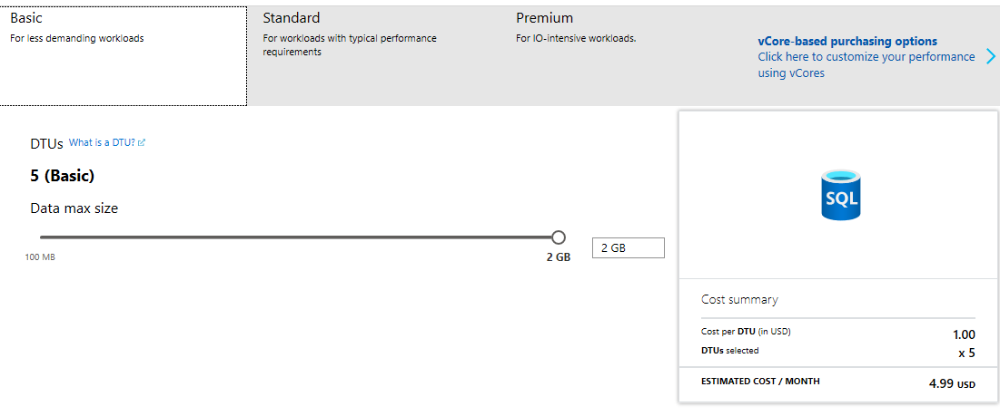 Basic
For less demanding workloads
Standard
For workloads with typical performance
requirements
Premium
For IO-intensive workloads.
vCore-based purchasing options
Click here to customize your performance
using vCores
DTUs What is a DTU?
5 (Basic)
Data max size
100 MB
2 GB
2 GB
SQL
Cost summary
Cost per DTU (in USD) 1.00
DTUs selected x 5
ESTIMATED COST / MONTH 4.99 USD